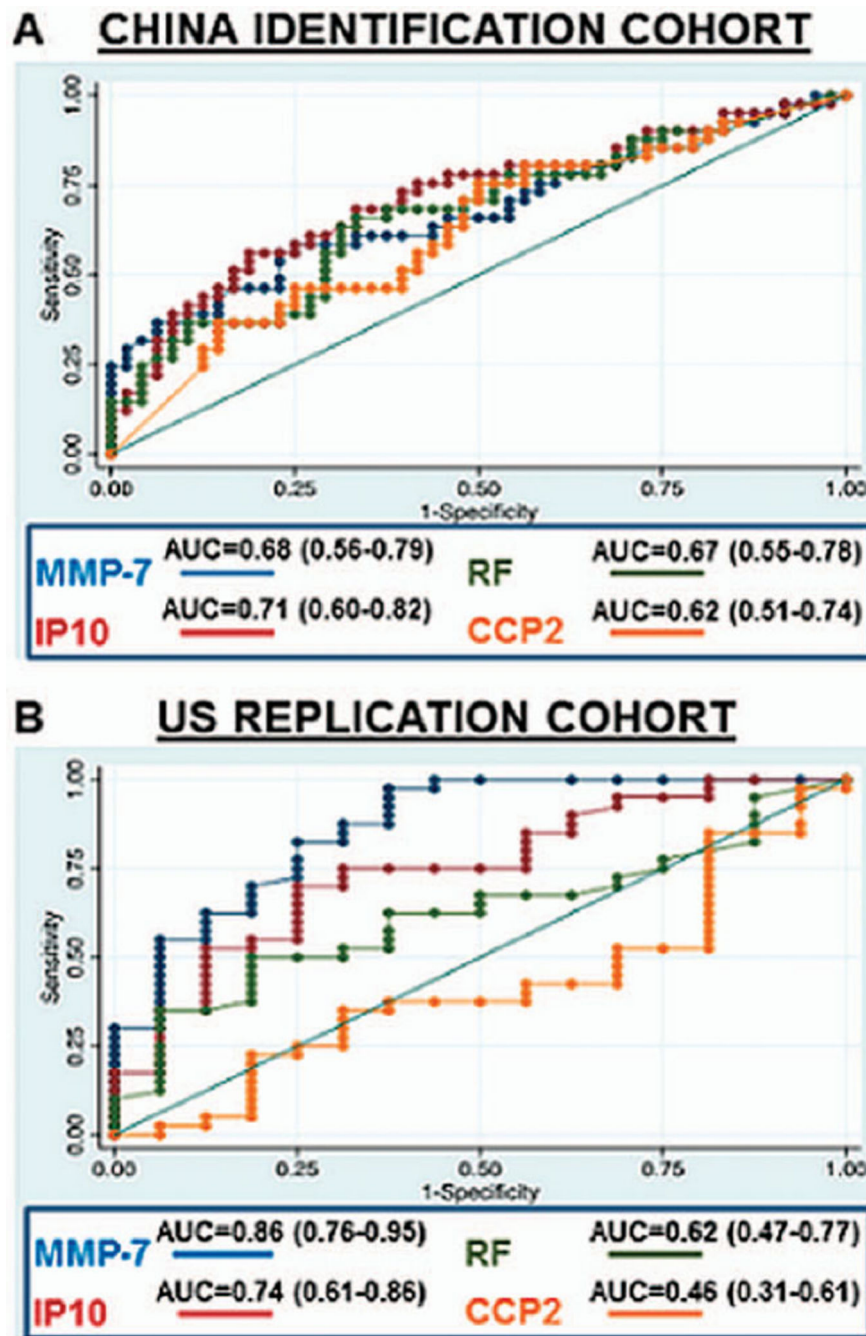 A CHINA IDENTIFICATION COHORT
1.00
0.75
0.50
0.25
0.00
Sensitivity
0.00 0.25 0.50 0.75 1.00
1-Specificity
MMP-7 AUC=0.68 (0.56-0.79) RF AUC=0.67 (0.55-0.78)
IP10 AUC=0.71 (0.60-0.82) CCP2 AUC=0.62 (0.51-0.74)
B US REPLICATION COHORT
1.00
0.75
0.50
0.25
0.00
Sensitivity
0.00 0.25 0.50 0.75 1.00
1-Specificity
MMP-7 AUC=0.86 (0.76-0.95) RF AUC=0.62 (0.47-0.77)
IP10 AUC=0.74 (0.61-0.86) CCP2 AUC=0.46 (0.31-0.61)